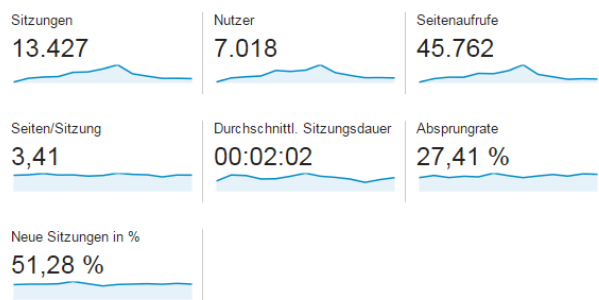 Sitzungen
13.427
Nutzer
7.018
Seitenaufrufe
45.762
Seiten/Sitzung
3,41
Durchschnittl. Sitzungsdauer
00:02:02
Absprungrate
27,41 %
Neue Sitzungen in %
51,28 %